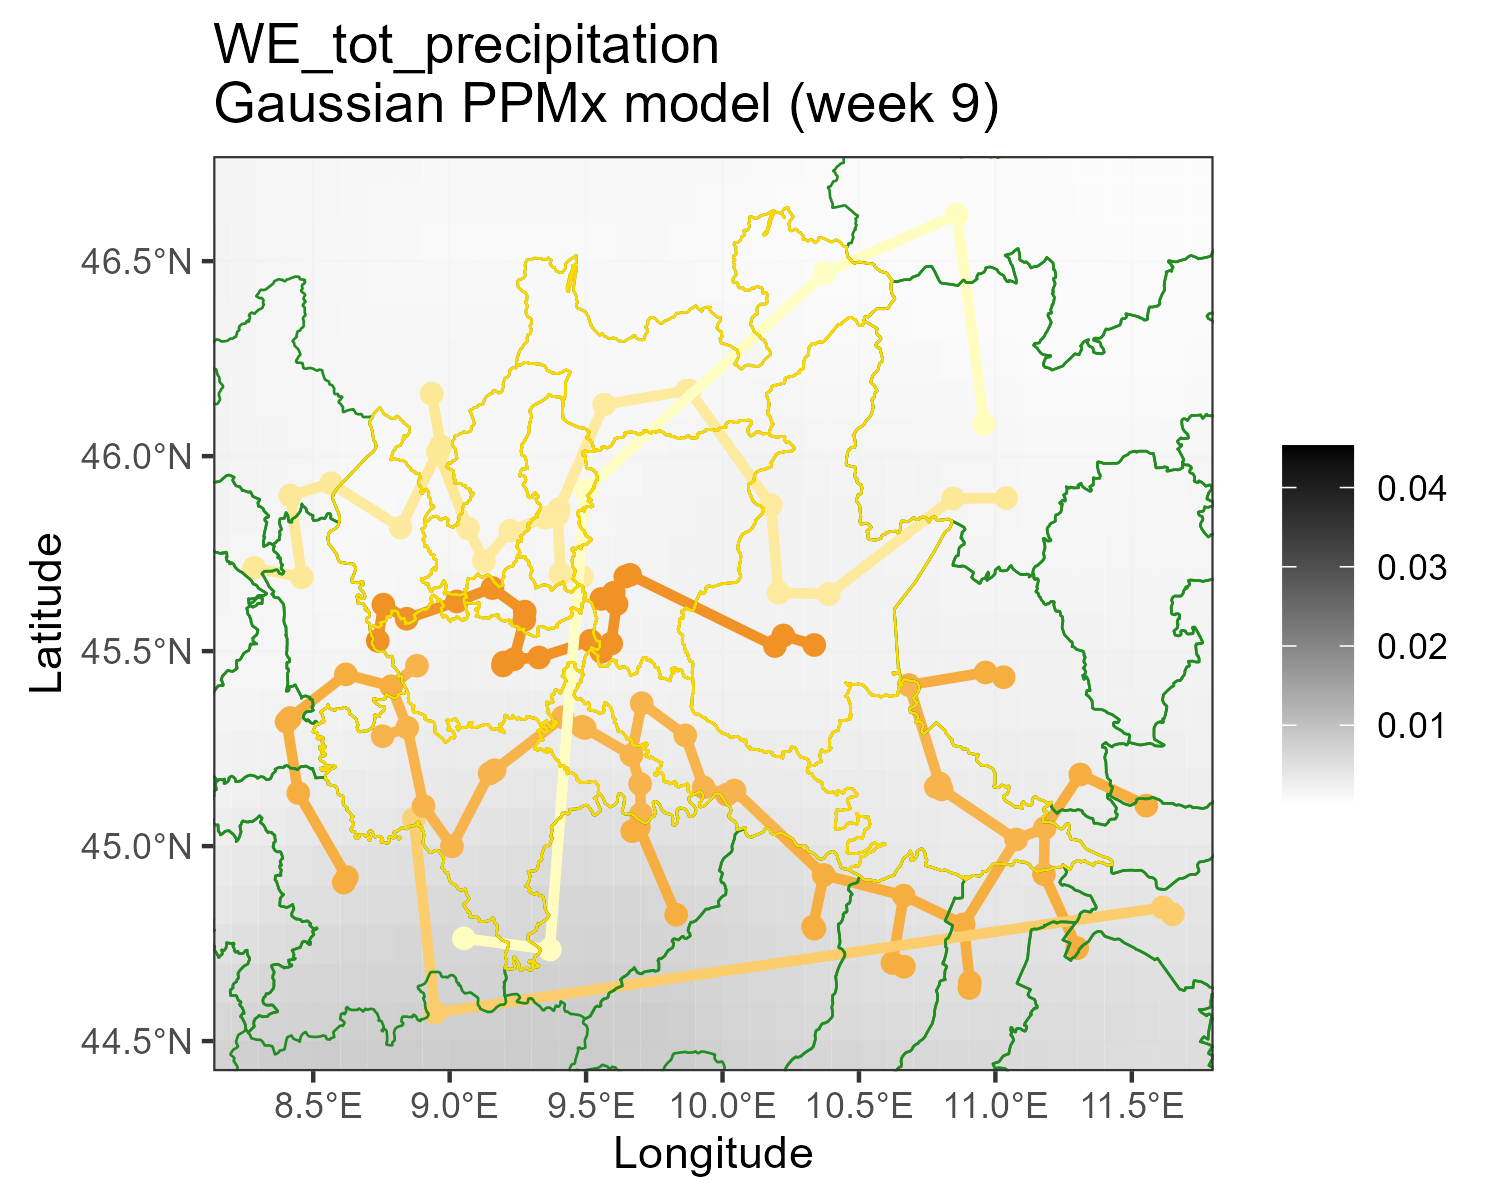 WE_tot_precipitation
Gaussian PPMx model (week 9)
46.5°N
46.0°N
45.5°N
45.0°N
44.5°N
Latitude
8.5°E
9.0°E
9.5°E
10.0°E
10.5°E
11.0°E
11.5°E
Longitude
0.04
0.03
0.02
0.01